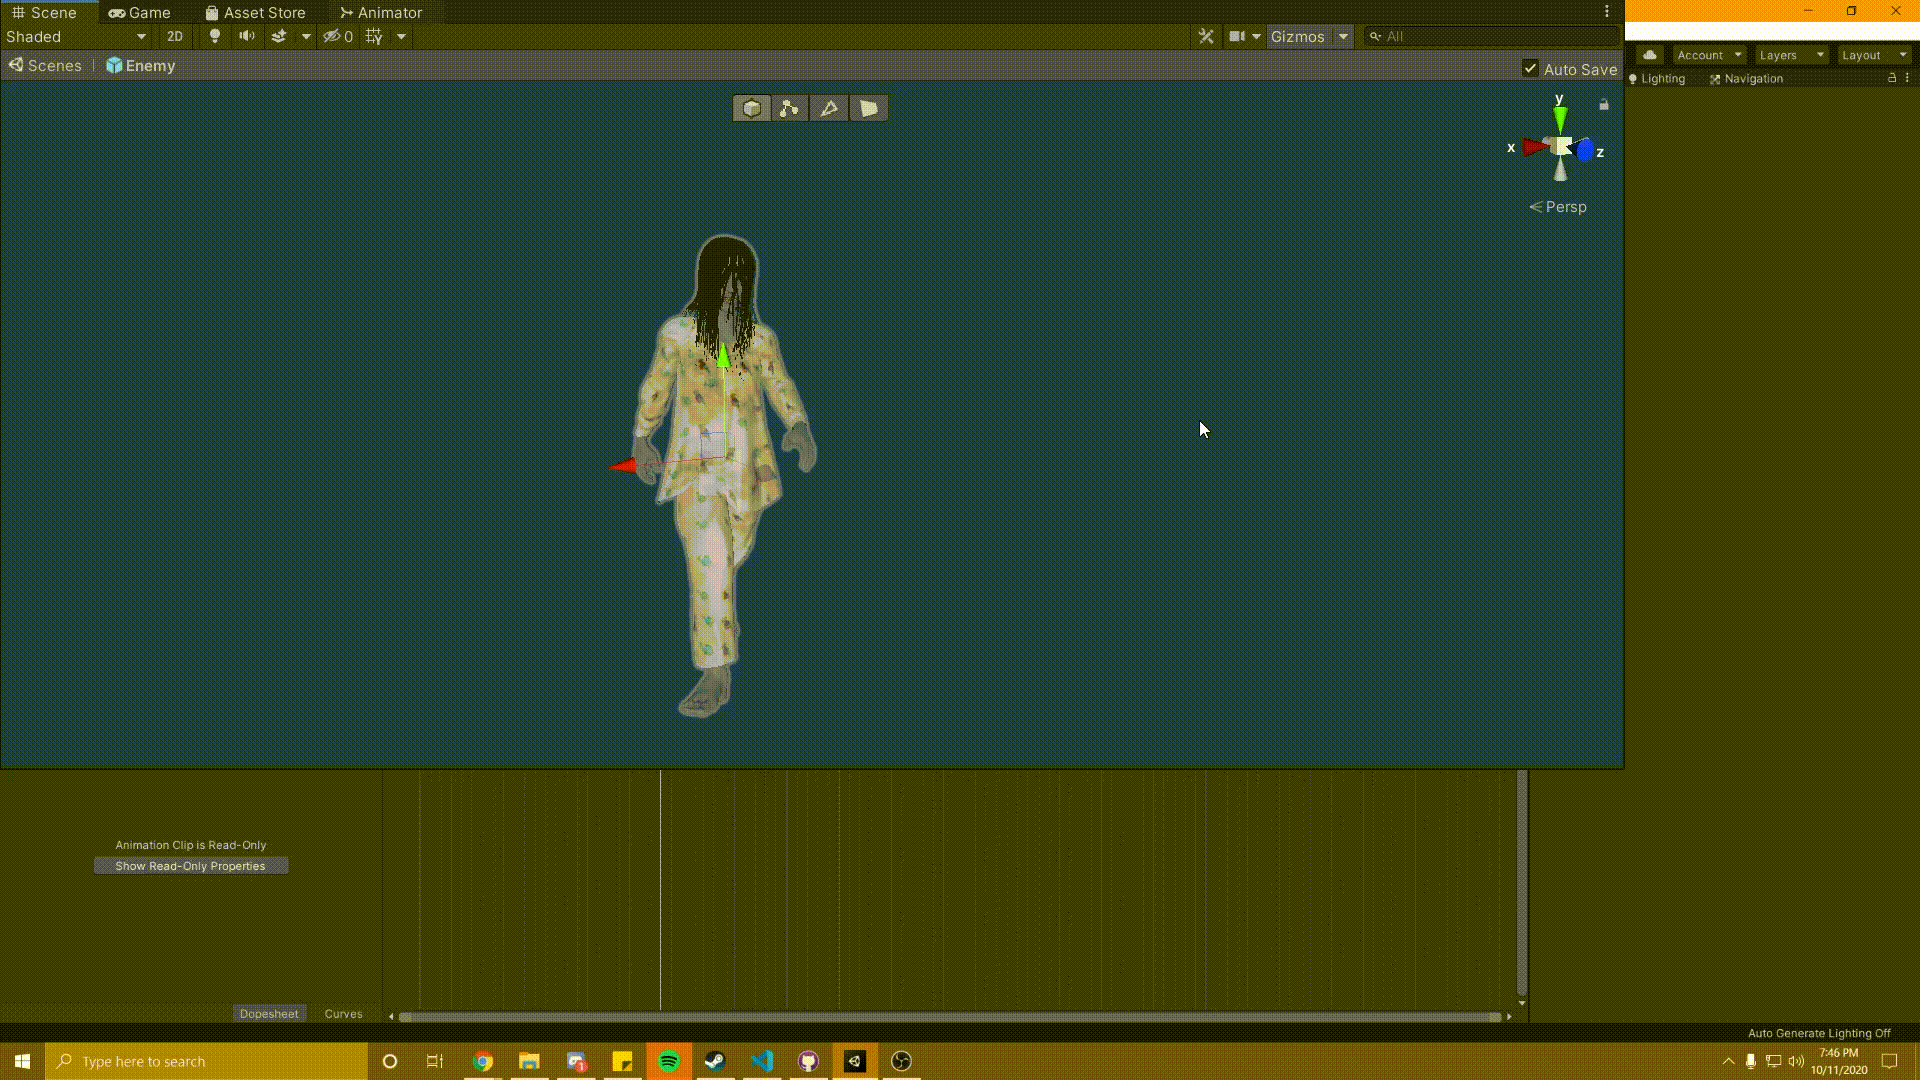 Scene Game Asset Store Animator
Shaded 2D 0 Gizmos All
Account Layers Layout
Scenes Enemy Auto Save
Lighting Navigation
y
x z
Persp
Animation Clip is Read-Only
Show Read-Only Properties
Dopesheet Curves
Auto Generate Lighting Off
Type here to search
1
7:46 PM
10/11/2020